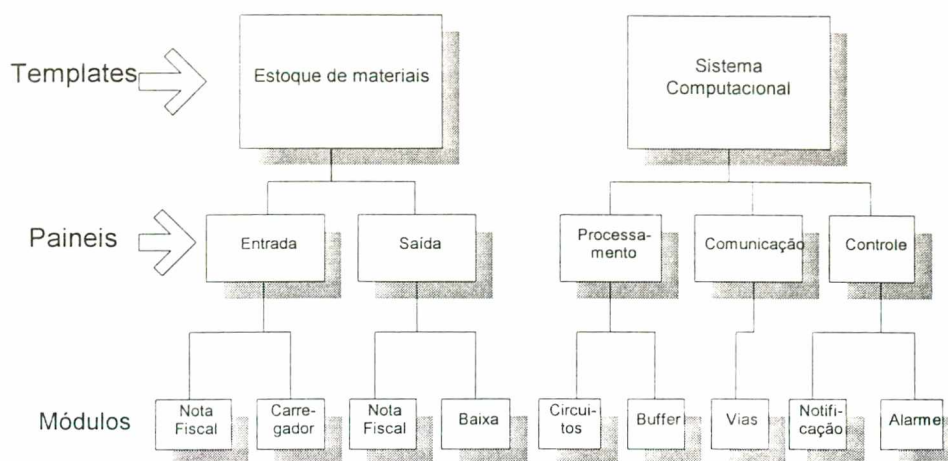 Templates
Estoque de materiais
Sistema
Computacional
Paineis
Entrada
Saída
Processa-
mento
Comunicação
Controle
Módulos
Nota
Fiscal
Carre-
gador
Nota
Fiscal
Baixa
Circui-
tos
Buffer
Vias
Notifi-
cação
Alarme